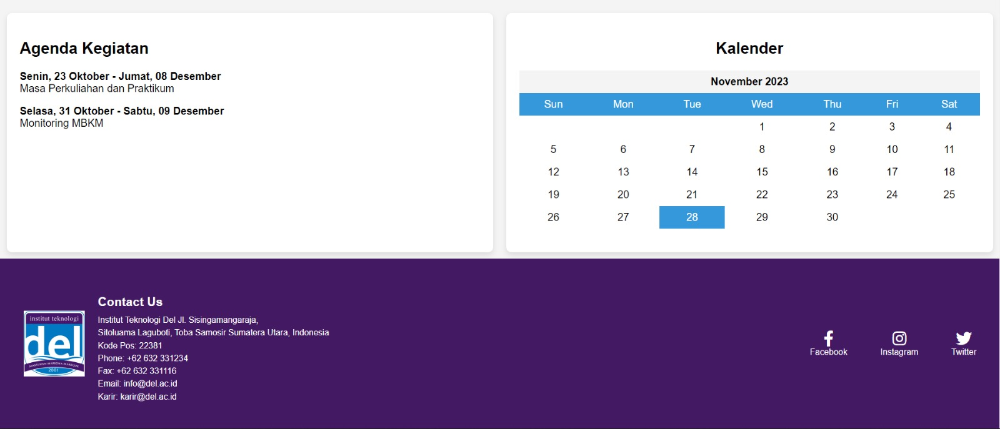 Agenda Kegiatan
Senin, 23 Oktober - Jumat, 08 Desember
Masa Perkuliahan dan Praktikum
Selasa, 31 Oktober - Sabtu, 09 Desember
Monitoring MBKM
Kalender
November 2023
Sun Mon Tue Wed Thu Fri Sat
1 2 3 4
5 6 7 8 9 10 11
12 13 14 15 16 17 18
19 20 21 22 23 24 25
26 27 28 29 30
institut teknologi
del
MARTUHAN-MARROHA-MARBISUK
2001
Contact Us
Institut Teknologi Del Jl. Sisingamangaraja,
Sitoluama Laguboti, Toba Samosir Sumatera Utara, Indonesia
Kode Pos: 22381
Phone: +62 632 331234
Fax: +62 632 331116
Email: info@del.ac.id
Karir: karir@del.ac.id
Facebook Instagram Twitter